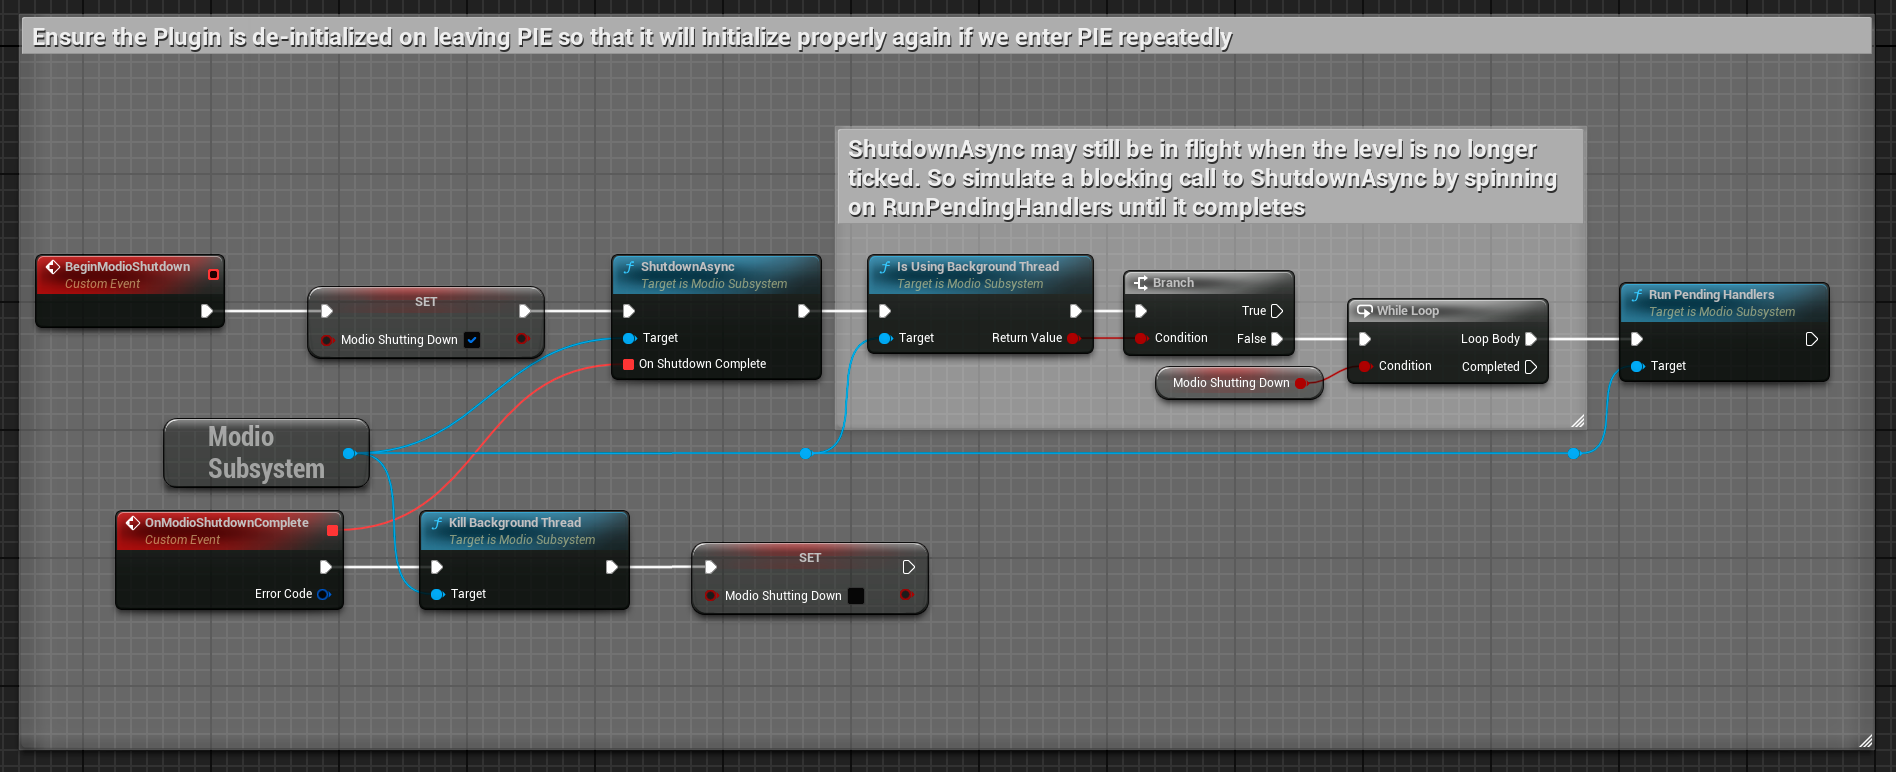 Ensure the Plugin is de-initialized on leaving PIE so that it will initialize properly again if we enter PIE repeatedly
ShutdownAsync may still be in flight when the level is no longer
ticked. So simulate a blocking call to ShutdownAsync by spinning
on RunPendingHandlers until it completes
BeginModioShutdown
Custom Event
SET
Modio Shutting Down
ShutdownAsync
Target is Modio Subsystem
Target
On Shutdown Complete
Is Using Background Thread
Target is Modio Subsystem
Target
Return Value
Branch
True
Condition
False
Modio Shutting Down
While Loop
Loop Body
Condition
Completed
Run Pending Handlers
Target is Modio Subsystem
Target
Modio
Subsystem
OnModioShutdownComplete
Custom Event
Error Code
Kill Background Thread
Target is Modio Subsystem
Target
SET
Modio Shutting Down